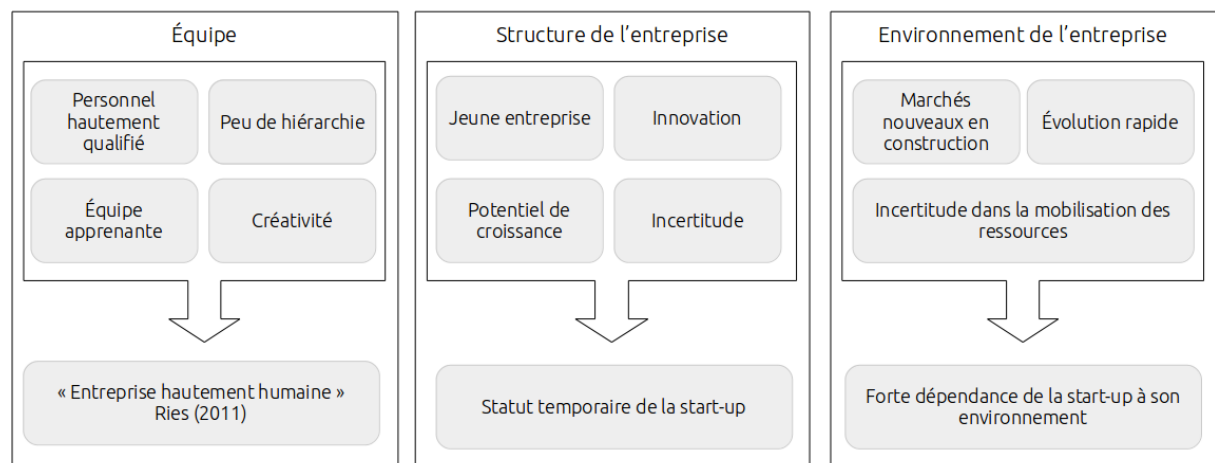 Équipe
Personnel
hautement
qualifié
Peu de hiérarchie
Équipe
apprenante
Créativité
« Entreprise hautement humaine »
Ries (2011)
Structure de l’entreprise
Jeune entreprise
Innovation
Potentiel de
croissance
Incertitude
Statut temporaire de la start-up
Environnement de l’entreprise
Marchés
nouveaux en
construction
Évolution rapide
Incertitude dans la mobilisation des
ressources
Forte dépendance de la start-up à son
environnement